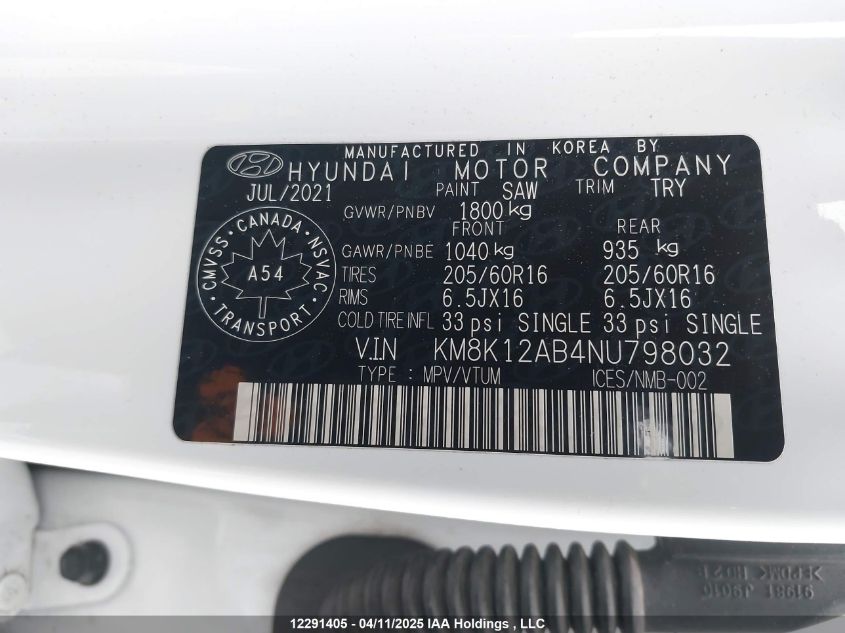 MANUFACTURED IN KOREA BY
HYUNDAI MOTOR COMPANY
JUL/2021 PAINT SAW TRIM TRY
GVWR/PNBV 1800 kg
FRONT REAR
GAWR/PNBE 1040 kg 935 kg
TIRES 205/60R16 205/60R16
RIMS 6.5JX16 6.5JX16
COLD TIRE INFL 33 psi SINGLE 33 psi SINGLE
V.I.N KM8K12AB4NU798032
TYPE : MPV/VTUM ICES/NMB-002
CMVSS · CANADA · NSVAC
A54
· TRANSPORT ·
>EPDM<
91981 J9010
12291405 - 04/11/2025 IAA Holdings , LLC